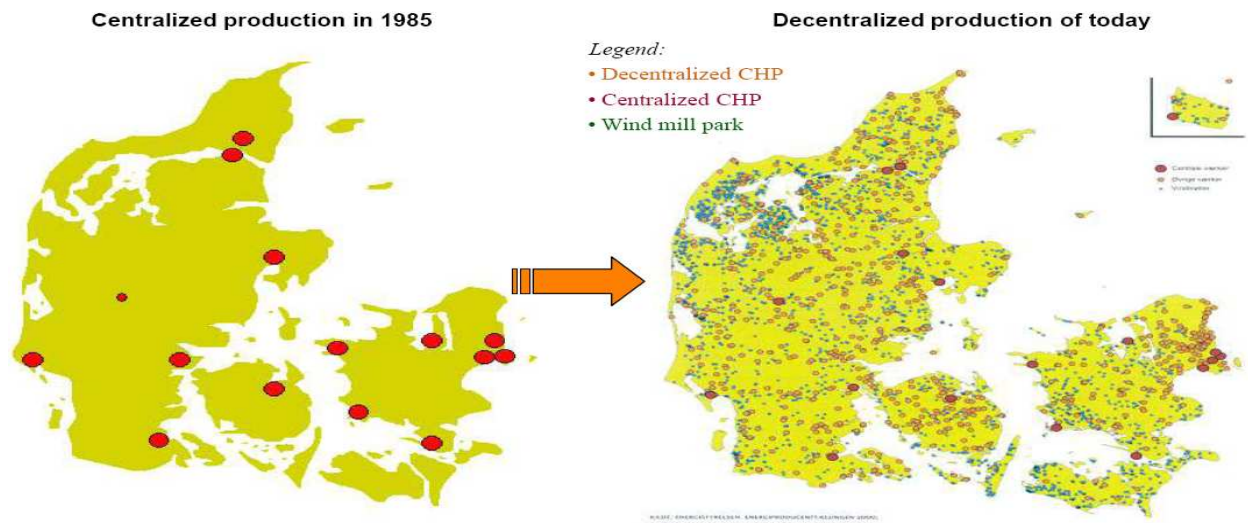 Centralized production in 1985
Decentralized production of today
Legend:
• Decentralized CHP
• Centralized CHP
• Wind mill park